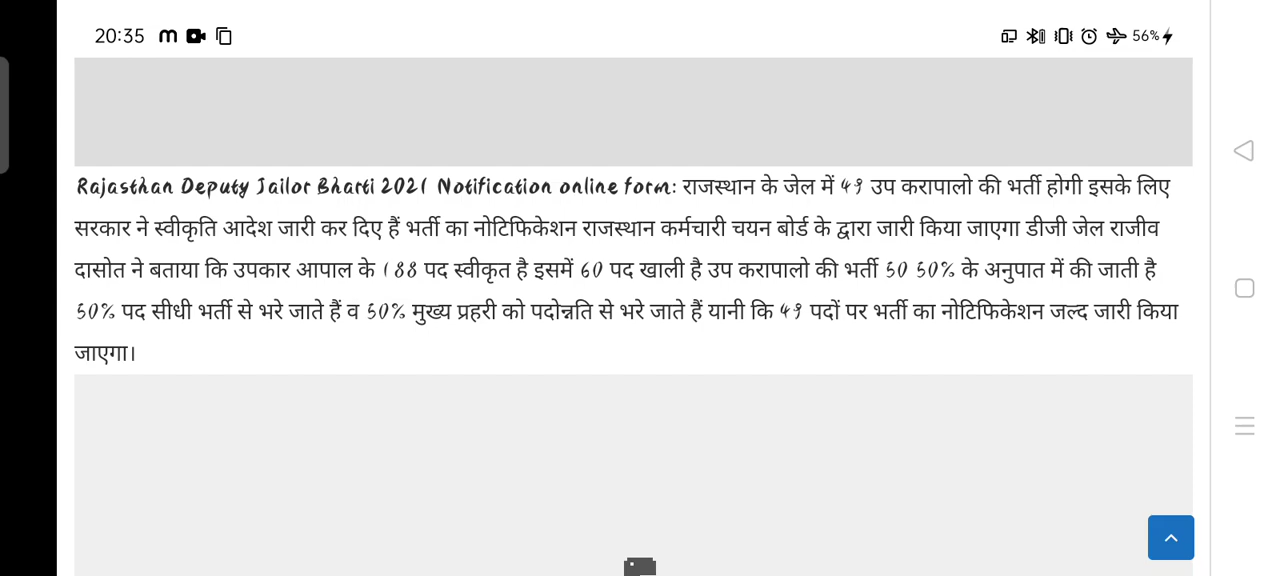 20:35 56%
Rajasthan Deputy Jailor Bharti 2021 Notification online form: राजस्थान के जेल में 49 उप करापालो की भर्ती होगी इसके लिए
सरकार ने स्वीकृति आदेश जारी कर दिए हैं भर्ती का नोटिफिकेशन राजस्थान कर्मचारी चयन बोर्ड के द्वारा जारी किया जाएगा डीजी जेल राजीव
दासोत ने बताया कि उपकार आपाल के 188 पद स्वीकृत है इसमें 60 पद खाली है उप करापालो की भर्ती 50 50% के अनुपात में की जाती है
50% पद सीधी भर्ती से भरे जाते हैं व 50% मुख्य प्रहरी को पदोन्नति से भरे जाते हैं यानी कि 49 पदों पर भर्ती का नोटिफिकेशन जल्द जारी किया
जाएगा।